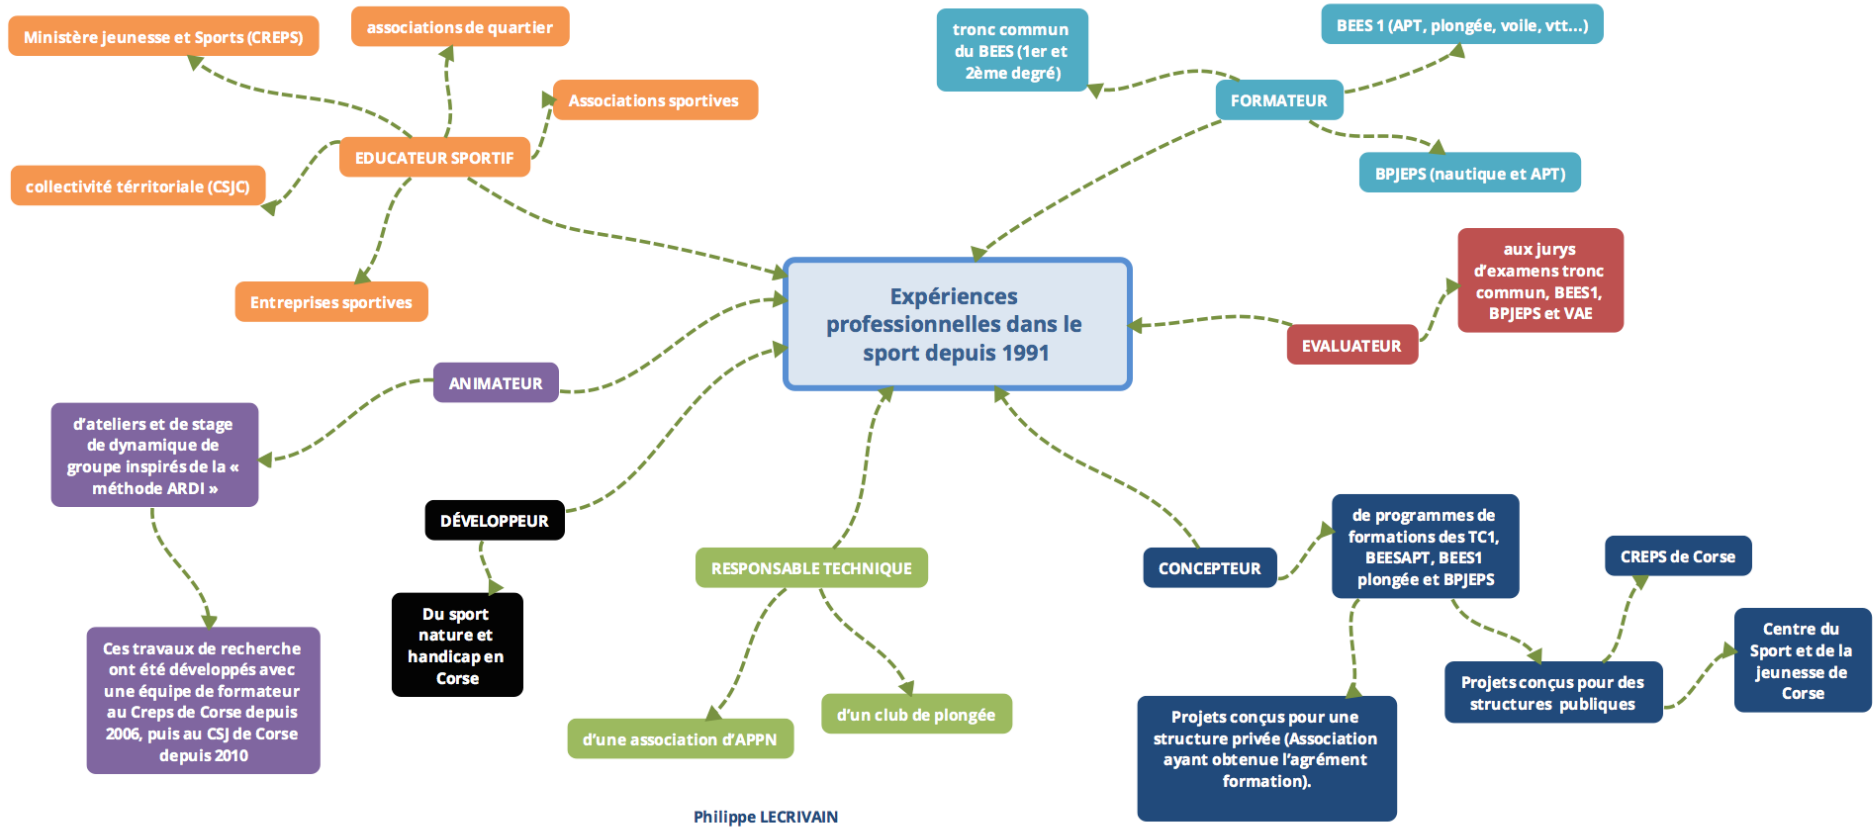 Ministère jeunesse et Sports (CREPS)
associations de quartier
Associations sportives
EDUCATEUR SPORTIF
collectivité térritoriale (CSJC)
Entreprises sportives
tronc commun
du BEES (1er et
2ème degré)
BEES 1 (APT, plongée, voile, vtt...)
FORMATEUR
BPJEPS (nautique et APT)
Expériences
professionnelles dans le
sport depuis 1991
aux jurys
d'examens tronc
commun, BEES1,
BPJEPS et VAE
EVALUATEUR
ANIMATEUR
d'ateliers et de stage
de dynamique de
groupe inspirés de la «
méthode ARDI »
Ces travaux de recherche
ont été développés avec
une équipe de formateur
au Creps de Corse depuis
2006, puis au CSJ de Corse
depuis 2010
DÉVELOPPEUR
Du sport
nature et
handicap en
Corse
RESPONSABLE TECHNIQUE
d'une association d'APPN
d'un club de plongée
CONCEPTEUR
de programmes de
formations des TC1,
BEESAPT, BEES1
plongée et BPJEPS
CREPS de Corse
Centre du
Sport et de la
jeunesse de
Corse
Projets conçus pour des
structures publiques
Projets conçus pour une
structure privée (Association
ayant obtenue l'agrément
formation).
Philippe LECRIVAIN